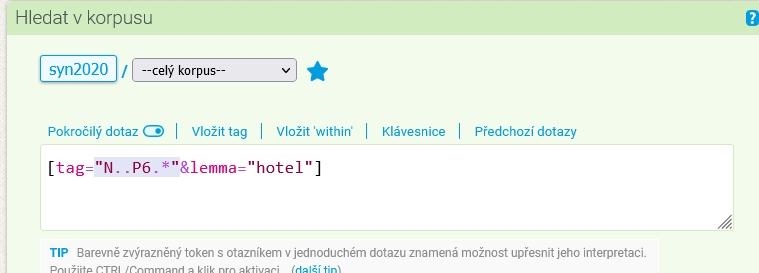 Hledat v korpusu
?
syn2020 / --celý korpus--
Pokročilý dotaz | Vložit tag | Vložit 'within' | Klávesnice | Předchozí dotazy
[tag="N..P6.*"&lemma="hotel"]
TIP Barevně zvýrazněný token s otazníkem v jednoduchém dotazu znamená možnost upřesnit jeho interpretaci.
Použijte CTRL/Command a klik pro aktivaci. (další tip)